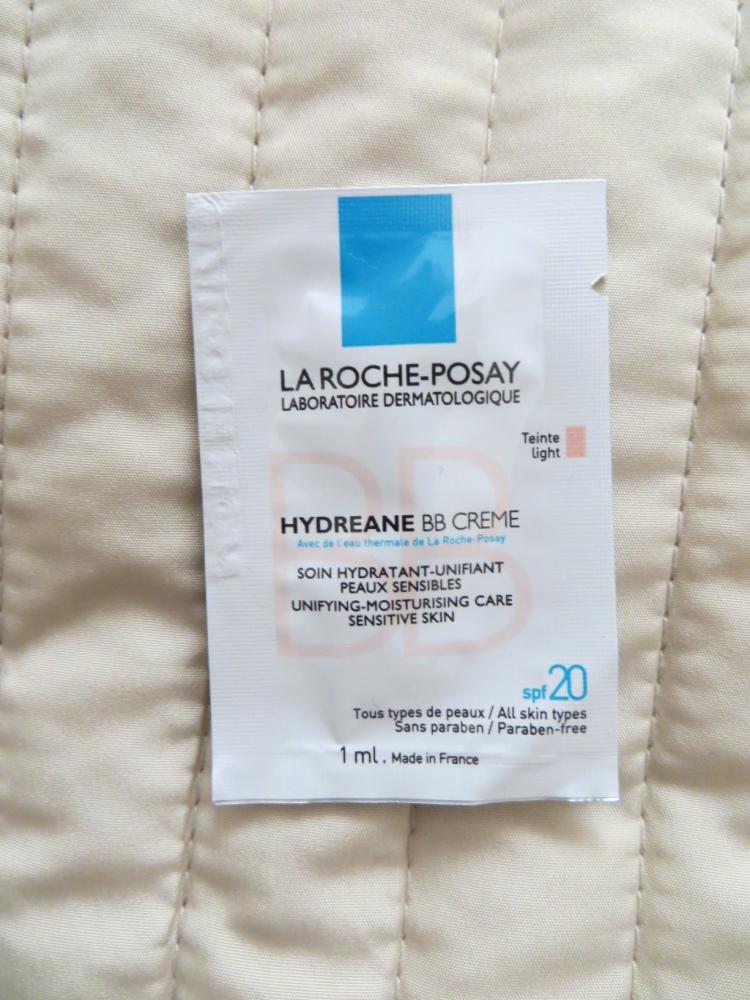 LA ROCHE-POSAY
LABORATOIRE DERMATOLOGIQUE
Teinte
light
BB
HYDREANE BB CREME
Avec de l'eau thermale de La Roche-Posay
SOIN HYDRATANT-UNIFIANT
PEAUX SENSIBLES
UNIFYING-MOISTURISING CARE
SENSITIVE SKIN
spf 20
Tous types de peaux / All skin types
Sans paraben / Paraben-free
1 ml. Made in France